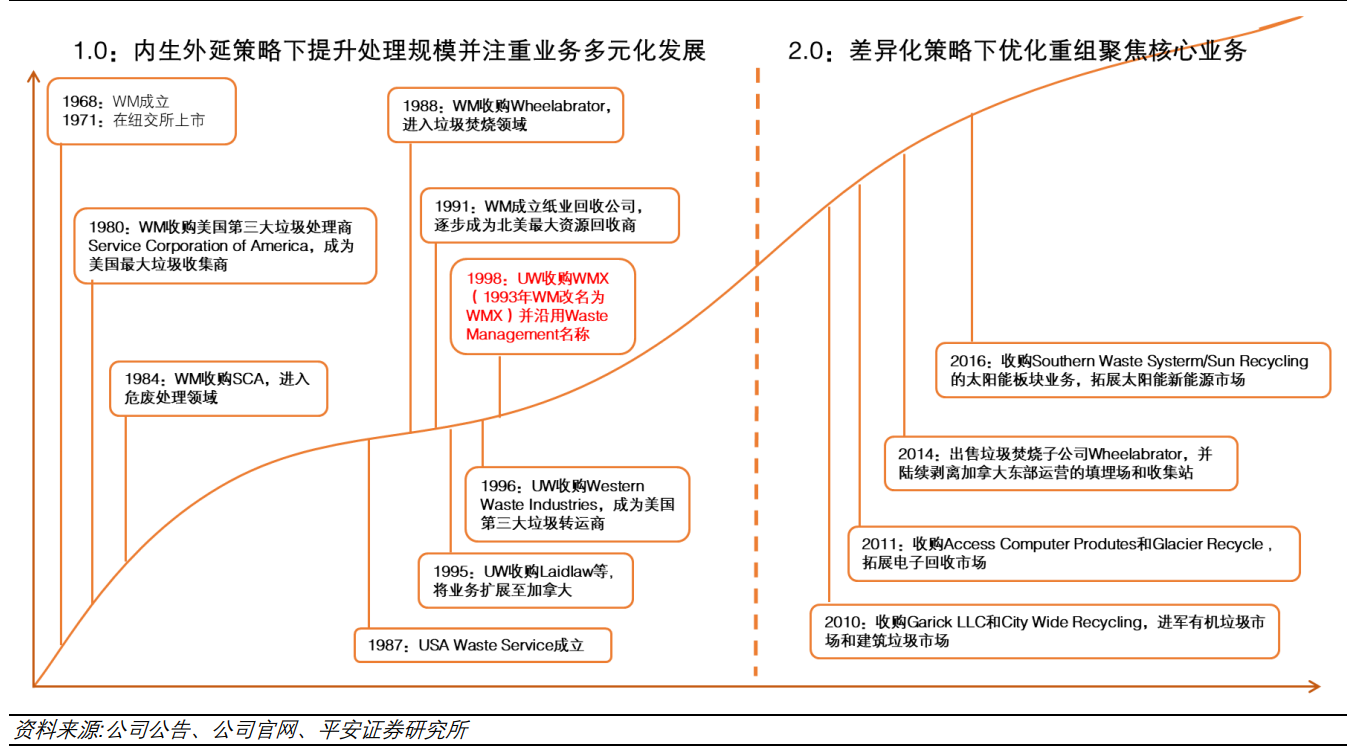 1.0：内生外延策略下提升处理规模并注重业务多元化发展
2.0：差异化策略下优化重组聚焦核心业务
1968：WM成立
1971：在纽交所上市
1980：WM收购美国第三大垃圾处理商
Service Corporation of America，成为
美国最大垃圾收集商
1984：WM收购SCA，进入
危废处理领域
1988：WM收购Wheelabrator，
进入垃圾焚烧领域
1991：WM成立纸业回收公司，
逐步成为北美最大资源回收商
1998：UW收购WMX
（1993年WM改名为
WMX）并沿用Waste
Management名称
1996：UW收购Western
Waste Industries，成为美国
第三大垃圾转运商
1995：UW收购Laidlaw等，
将业务扩展至加拿大
1987：USA Waste Service成立
2016：收购Southern Waste Systerm/Sun Recycling
的太阳能板块业务，拓展太阳能新能源市场
2014：出售垃圾焚烧子公司Wheelabrator，并
陆续剥离加拿大东部运营的填埋场和收集站
2011：收购Access Computer Produtes和Glacier Recycle，
拓展电子回收市场
2010：收购Garick LLC和City Wide Recycling，进军有机垃圾市
场和建筑垃圾市场
资料来源:公司公告、公司官网、平安证券研究所